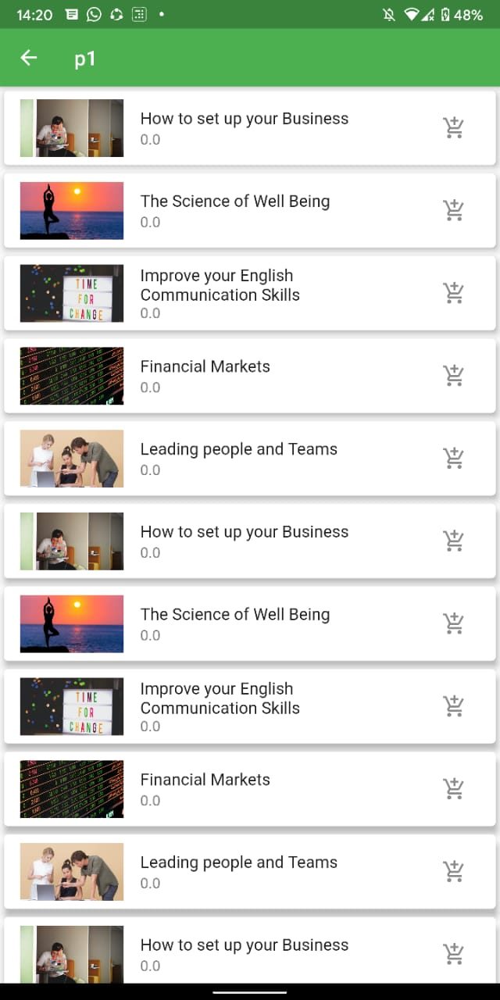 14:20
48%
p1
How to set up your Business
0.0
The Science of Well Being
0.0
TIME
FOR
CHANGE
Improve your English
Communication Skills
0.0
Financial Markets
0.0
Leading people and Teams
0.0
How to set up your Business
0.0
The Science of Well Being
0.0
TIME
FOR
CHANGE
Improve your English
Communication Skills
0.0
Financial Markets
0.0
Leading people and Teams
0.0
How to set up your Business
0.0